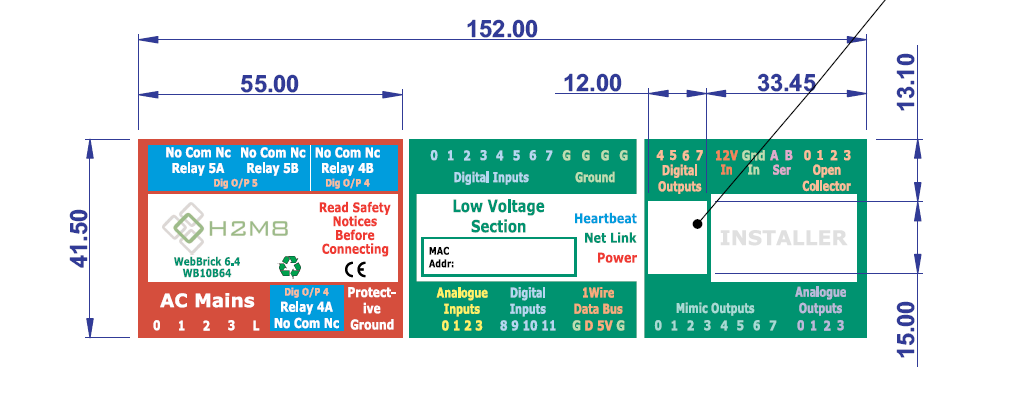 152.00
55.00
12.00
33.45
13.10
41.50
15.00
No Com Nc No Com Nc No Com Nc
Relay 5A Relay 5B Relay 4B
Dig O/P 5 Dig O/P 4
H2M8
WebBrick 6.4
WB10B64
Read Safety
Notices
Before
Connecting
CE
AC Mains
0 1 2 3 L
Dig O/P 4
Relay 4A
No Com Nc
Protect-
ive
Ground
0 1 2 3 4 5 6 7 G G G G
Digital Inputs Ground
Low Voltage
Section
MAC
Addr:
Heartbeat
Net Link
Power
Analogue
Inputs
0 1 2 3
Digital
Inputs
8 9 10 11
1Wire
Data Bus
G D 5V G
4 5 6 7
Digital
Outputs
12V Gnd A B
In In Ser
0 1 2 3
Open
Collector
INSTALLER
Mimic Outputs
0 1 2 3 4 5 6 7
Analogue
Outputs
0 1 2 3